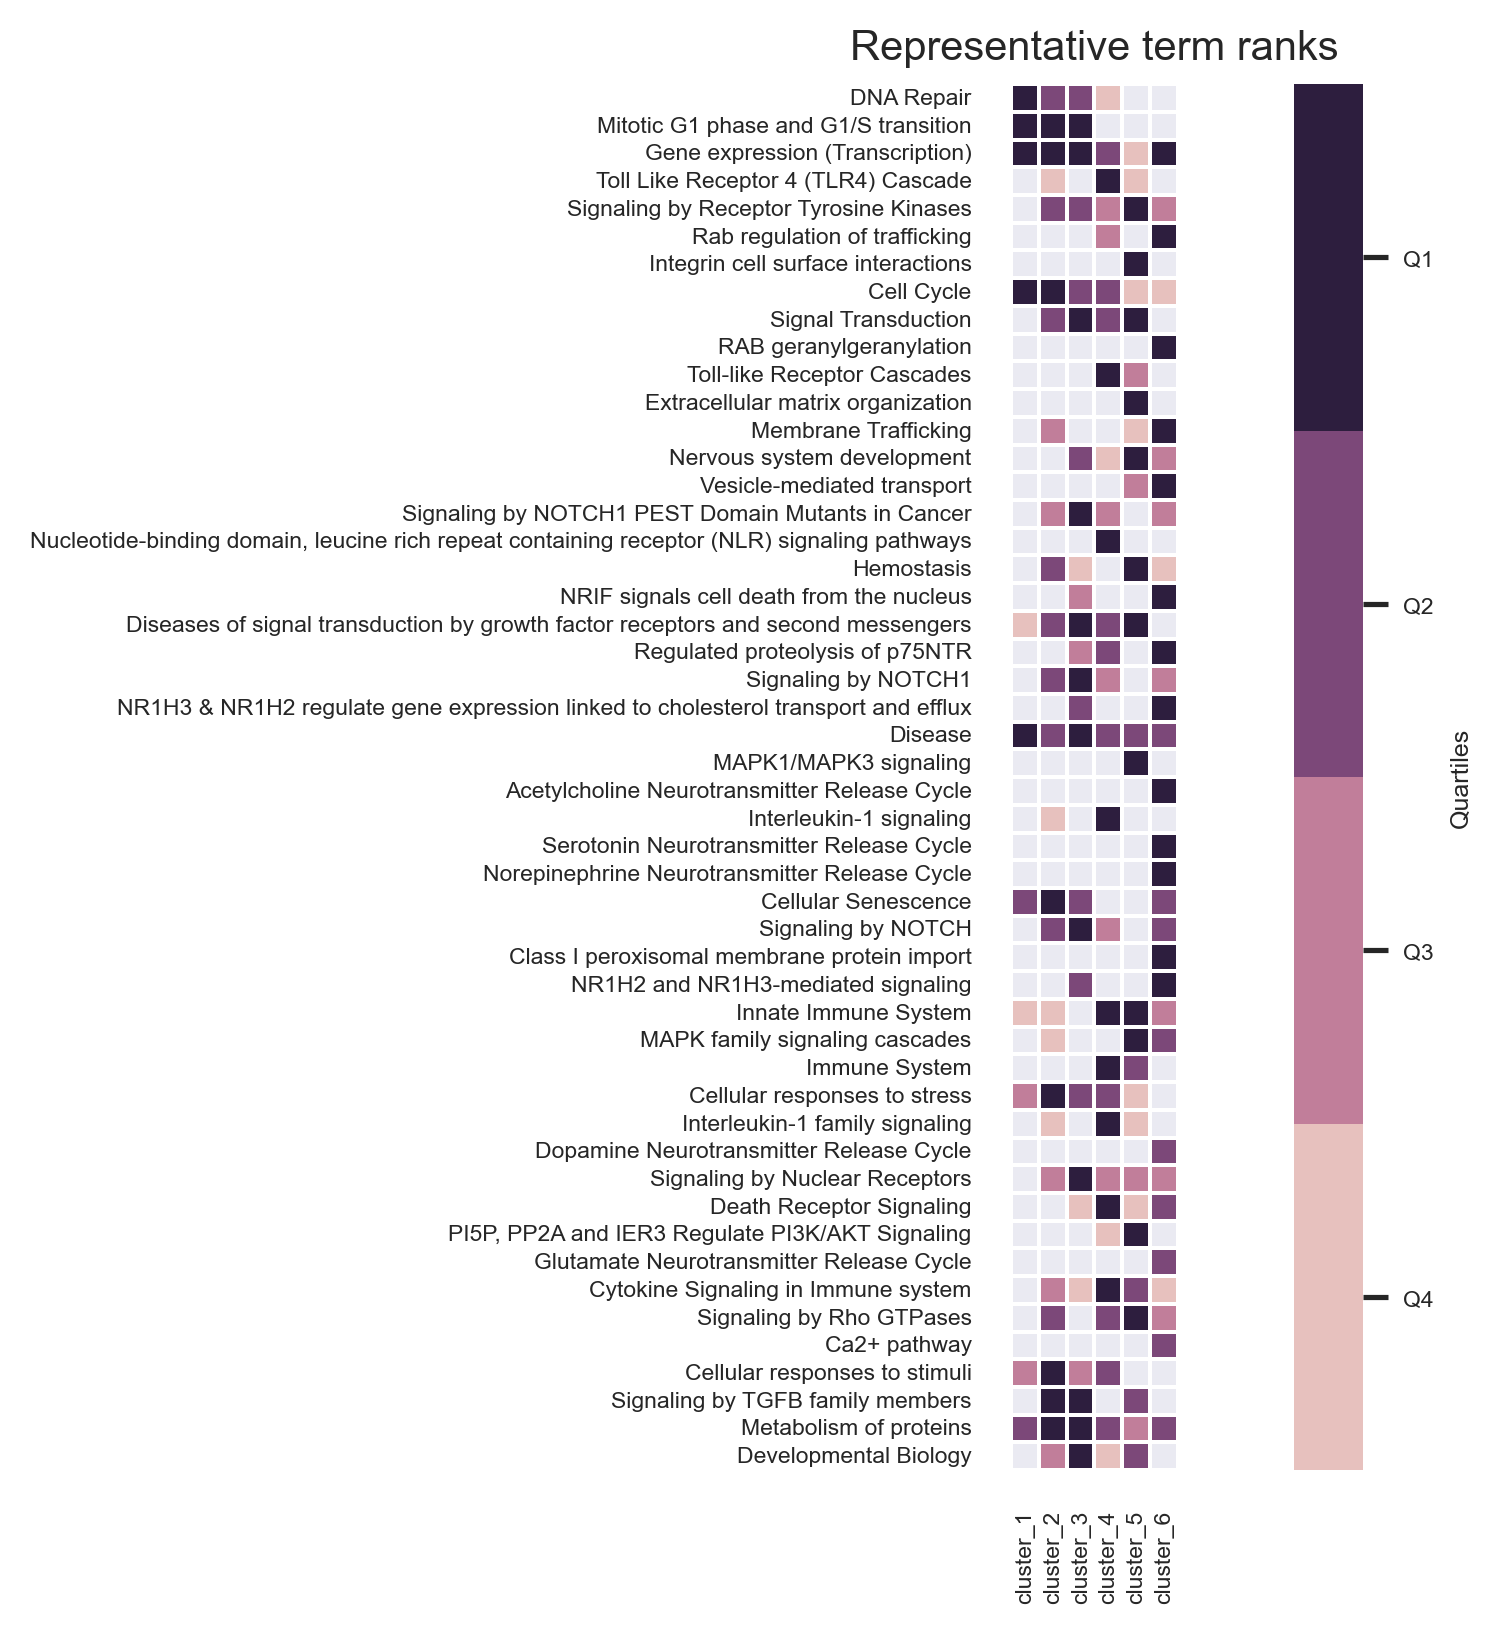 Representative term ranks
DNA Repair
Mitotic G1 phase and G1/S transition
Gene expression (Transcription)
Toll Like Receptor 4 (TLR4) Cascade
Signaling by Receptor Tyrosine Kinases
Rab regulation of trafficking
Integrin cell surface interactions
Cell Cycle
Signal Transduction
RAB geranylgeranylation
Toll-like Receptor Cascades
Extracellular matrix organization
Membrane Trafficking
Nervous system development
Vesicle-mediated transport
Signaling by NOTCH1 PEST Domain Mutants in Cancer
Nucleotide-binding domain, leucine rich repeat containing receptor (NLR) signaling pathways
Hemostasis
NRIF signals cell death from the nucleus
Diseases of signal transduction by growth factor receptors and second messengers
Regulated proteolysis of p75NTR
Signaling by NOTCH1
NR1H3 & NR1H2 regulate gene expression linked to cholesterol transport and efflux
Disease
MAPK1/MAPK3 signaling
Acetylcholine Neurotransmitter Release Cycle
Interleukin-1 signaling
Serotonin Neurotransmitter Release Cycle
Norepinephrine Neurotransmitter Release Cycle
Cellular Senescence
Signaling by NOTCH
Class I peroxisomal membrane protein import
NR1H2 and NR1H3-mediated signaling
Innate Immune System
MAPK family signaling cascades
Immune System
Cellular responses to stress
Interleukin-1 family signaling
Dopamine Neurotransmitter Release Cycle
Signaling by Nuclear Receptors
Death Receptor Signaling
PI5P, PP2A and IER3 Regulate PI3K/AKT Signaling
Glutamate Neurotransmitter Release Cycle
Cytokine Signaling in Immune system
Signaling by Rho GTPases
Ca2+ pathway
Cellular responses to stimuli
Signaling by TGFB family members
Metabolism of proteins
Developmental Biology
cluster_1
cluster_2
cluster_3
cluster_4
cluster_5
cluster_6
Q1
Q2
Q3
Q4
Quartiles